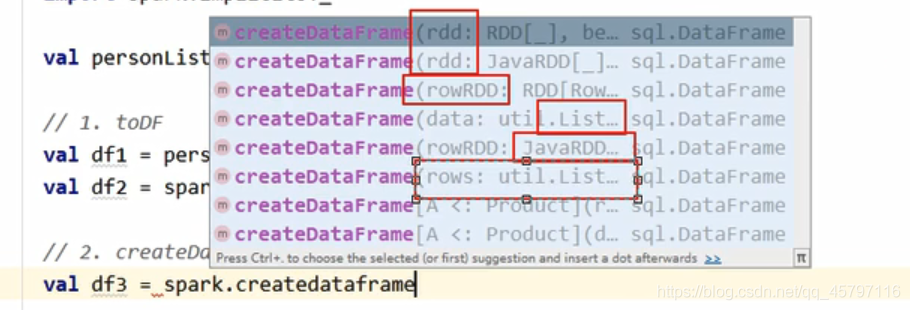 val personList
createDataFrame(rdd: RDD[_], be... sql.DataFrame
createDataFrame(rdd: JavaRDD[_]... sql.DataFrame
createDataFrame(rowRDD: RDD[Row... sql.DataFrame
createDataFrame(data: util.List... sql.DataFrame
createDataFrame(rowRDD: JavaRDD... sql.DataFrame
createDataFrame(rows: util.List... sql.DataFrame
createDataFrame[A <: Product](r... sql.DataFrame
createDataFrame[A <: Product](d... sql.DataFrame
Press Ctrl+. to choose the selected (or first) suggestion and insert a dot afterwards >>
π
// 1. toDF
val df1 = pers
val df2 = spar
// 2. createDa
val df3 = spark.createdataframe
https://blog.csdn.net/qq_45797116